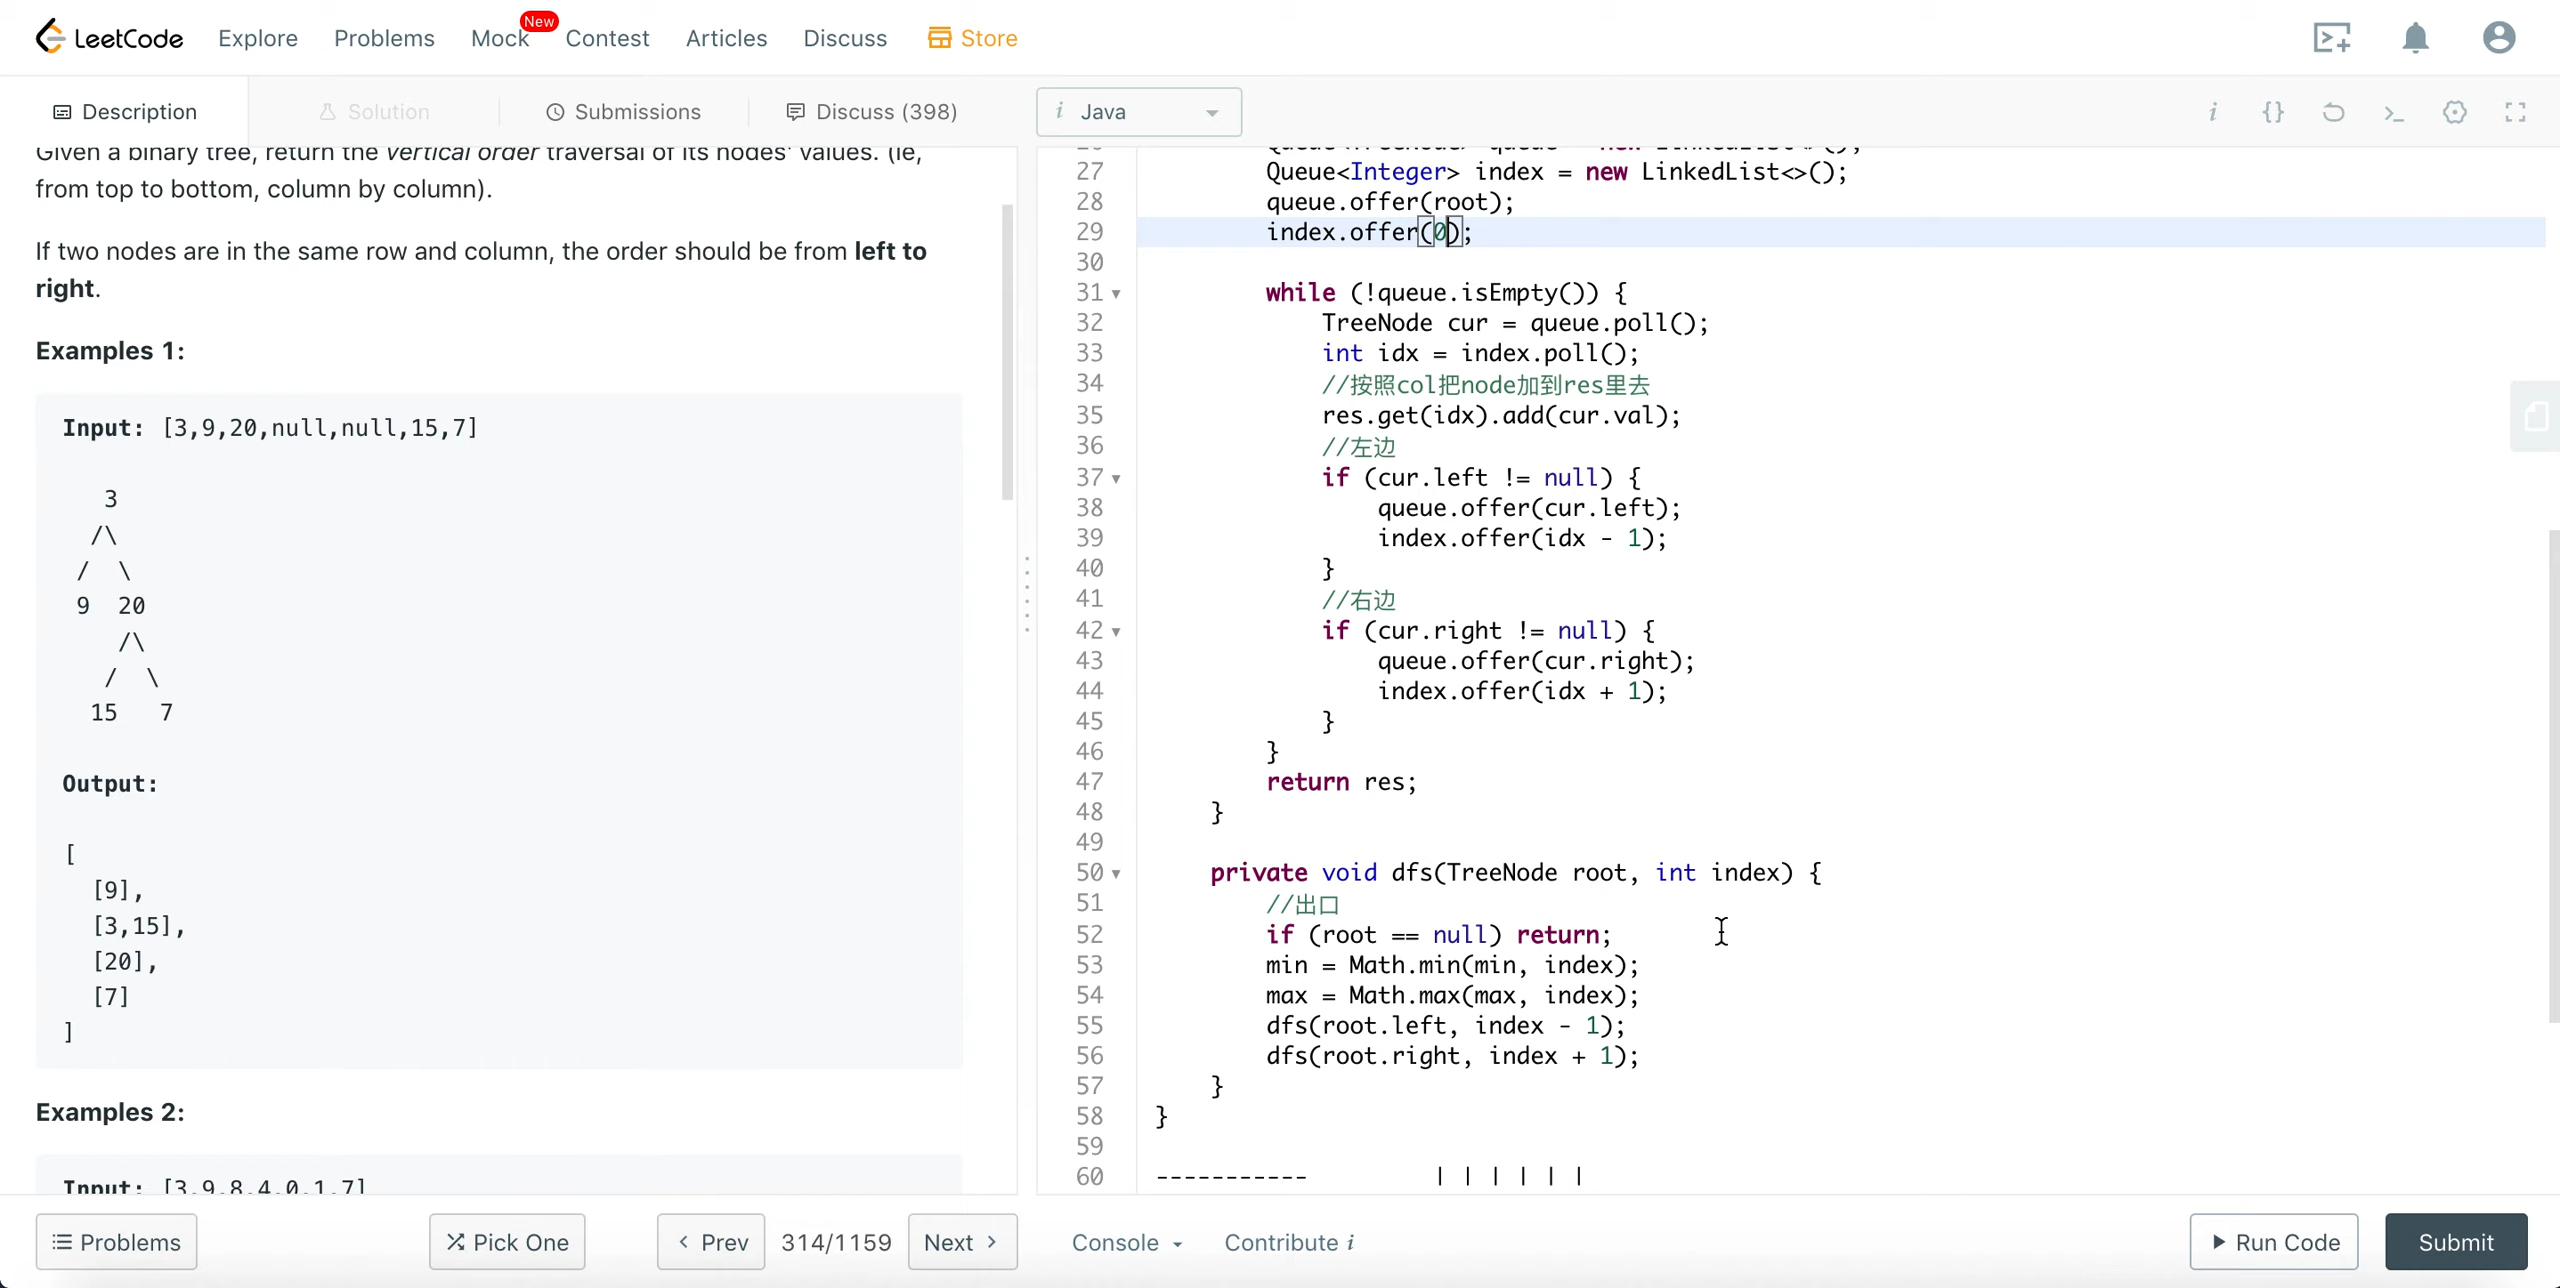 LeetCode Explore Problems Mock New Contest Articles Discuss Store
Description Solution Submissions Discuss (398) i Java
Given a binary tree, return the vertical order traversal of its nodes' values. (ie,
from top to bottom, column by column).
If two nodes are in the same row and column, the order should be from left to
right.
Examples 1:
Input: [3,9,20,null,null,15,7]
3
/\
/ \
9 20
/\
/ \
15 7
Output:
[
[9],
[3,15],
[20],
[7]
]
Examples 2:
Input: [3,9,8,4,0,1,7]
27 Queue<Integer> index = new LinkedList<>();
28 queue.offer(root);
29 index.offer(0);
30
31 while (!queue.isEmpty()) {
32 TreeNode cur = queue.poll();
33 int idx = index.poll();
34 //按照col把node加到res里去
35 res.get(idx).add(cur.val);
36 //左边
37 if (cur.left != null) {
38 queue.offer(cur.left);
39 index.offer(idx - 1);
40 }
41 //右边
42 if (cur.right != null) {
43 queue.offer(cur.right);
44 index.offer(idx + 1);
45 }
46 }
47 return res;
48 }
49
50 private void dfs(TreeNode root, int index) {
51 //出口
52 if (root == null) return;
53 min = Math.min(min, index);
54 max = Math.max(max, index);
55 dfs(root.left, index - 1);
56 dfs(root.right, index + 1);
57 }
58 }
59
60 ----------- | | | | | |
Problems Pick One Prev 314/1159 Next Console Contribute i Run Code Submit